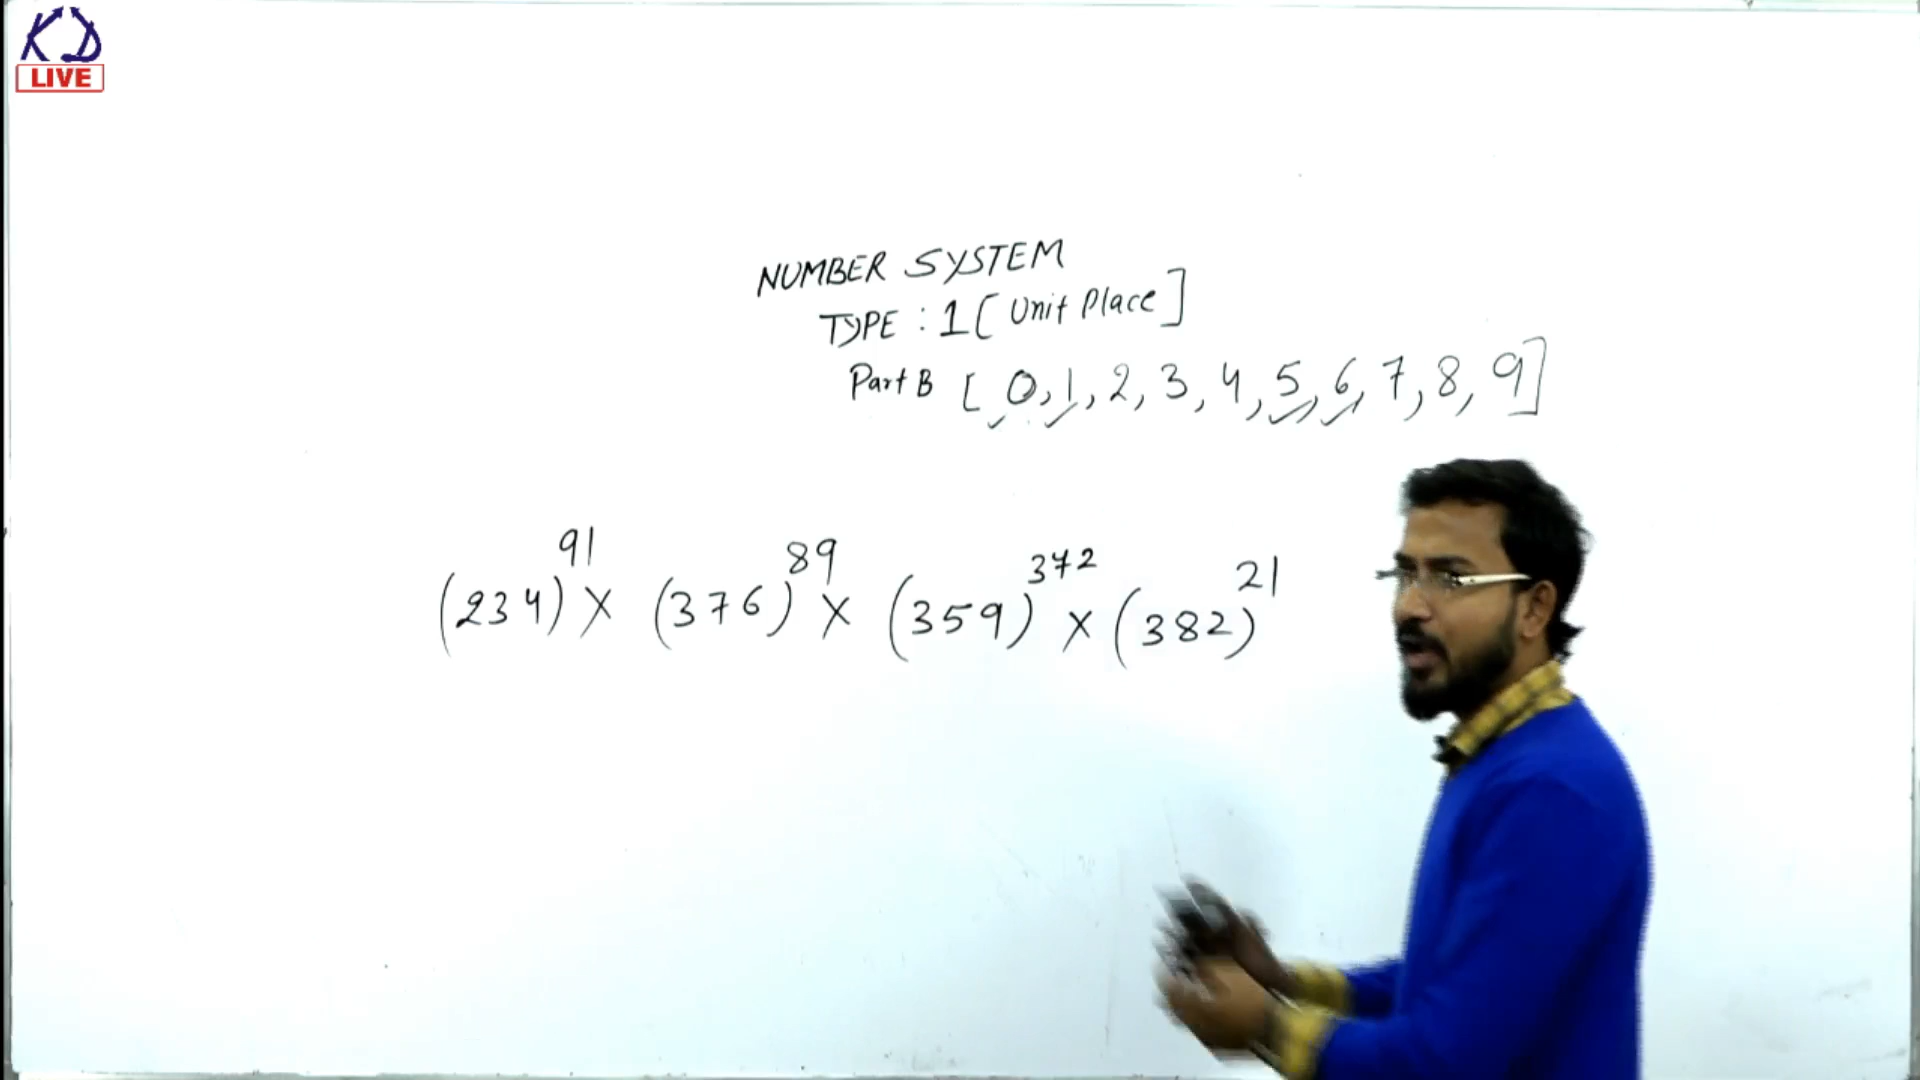 KD
LIVE
NUMBER SYSTEM
TYPE : 1 [ Unit Place ]
Part B [ 0, 1, 2, 3, 4, 5, 6, 7, 8, 9 ]
(234)^91 × (376)^89 × (359)^372 × (382)^21